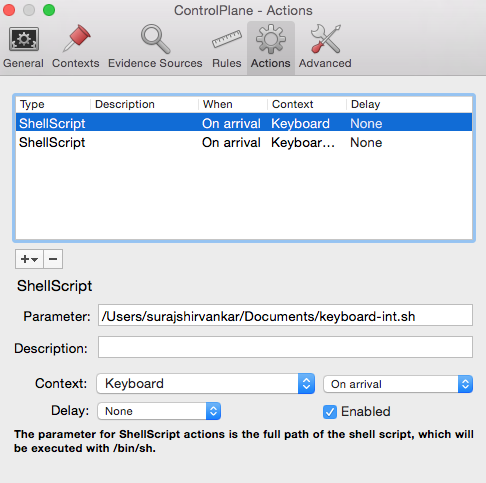 ControlPlane - Actions
General Contexts Evidence Sources Rules Actions Advanced
Type Description When Context Delay
ShellScript On arrival Keyboard None
ShellScript On arrival Keyboar... None
ShellScript
Parameter: /Users/surajshirvankar/Documents/keyboard-int.sh
Description:
Context: Keyboard On arrival
Delay: None Enabled
The parameter for ShellScript actions is the full path of the shell script, which will
be executed with /bin/sh.